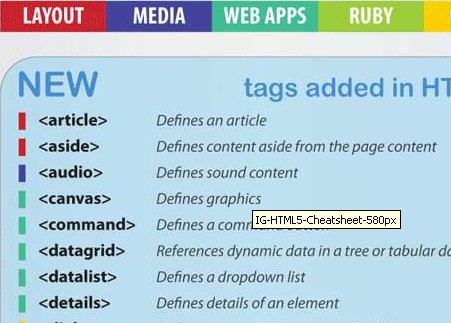 LAYOUT MEDIA WEB APPS RUBY
NEW tags added in HT
<article> Defines an article
<aside> Defines content aside from the page content
<audio> Defines sound content
<canvas> Defines graphics
IG-HTML5-Cheatsheet-580px
<command> Defines a command button
<datagrid> References dynamic data in a tree or tabular da
<datalist> Defines a dropdown list
<details> Defines details of an element